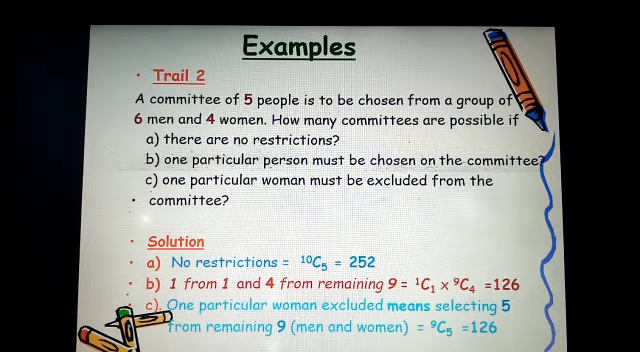 Examples
• Trail 2
A committee of 5 people is to be chosen from a group of
6 men and 4 women. How many committees are possible if
a) there are no restrictions?
b) one particular person must be chosen on the committee?
c) one particular woman must be excluded from the
• committee?
• Solution
• a) No restrictions = ¹⁰C₅ = 252
• b) 1 from 1 and 4 from remaining 9 = ¹C₁ x ⁹C₄ =126
• c). One particular woman excluded means selecting 5
from remaining 9 (men and women) = ⁹C₅ =126